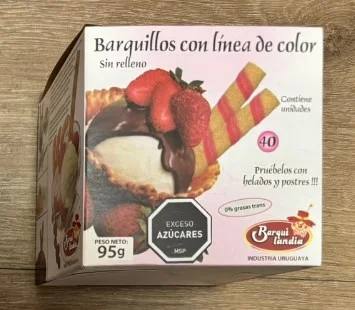 Barquillos con línea de color
Sin relleno
Contiene
unidades
40
Pruébelos con
helados y postres !!!
0% grasas trans
EXCESO
AZÚCARES
MSP
PESO NETO:
95g
Barqui
landia
INDUSTRIA URUGUAYA